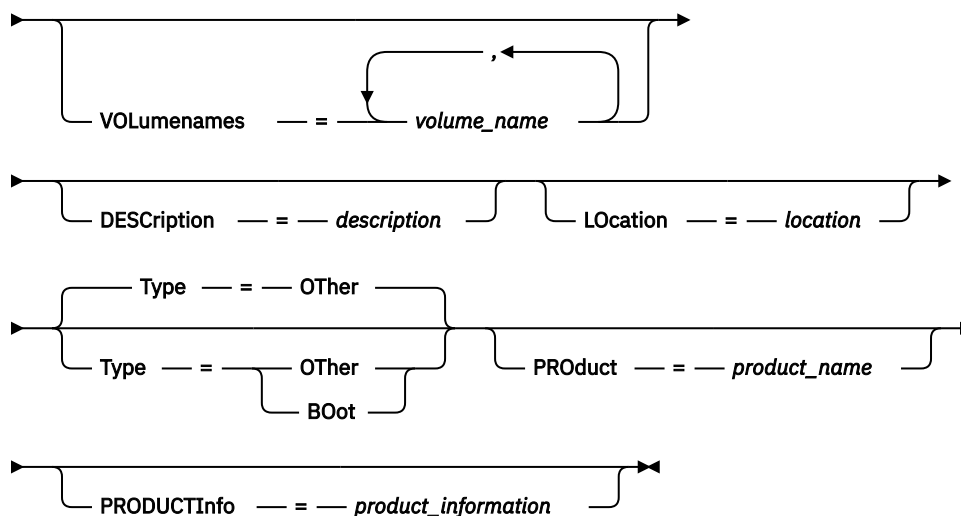 ,
VOLumenames = volume_name
DESCription = description LOcation = location
Type = OTher
Type = OTher PROduct = product_name
BOot
PRODUCTInfo = product_information